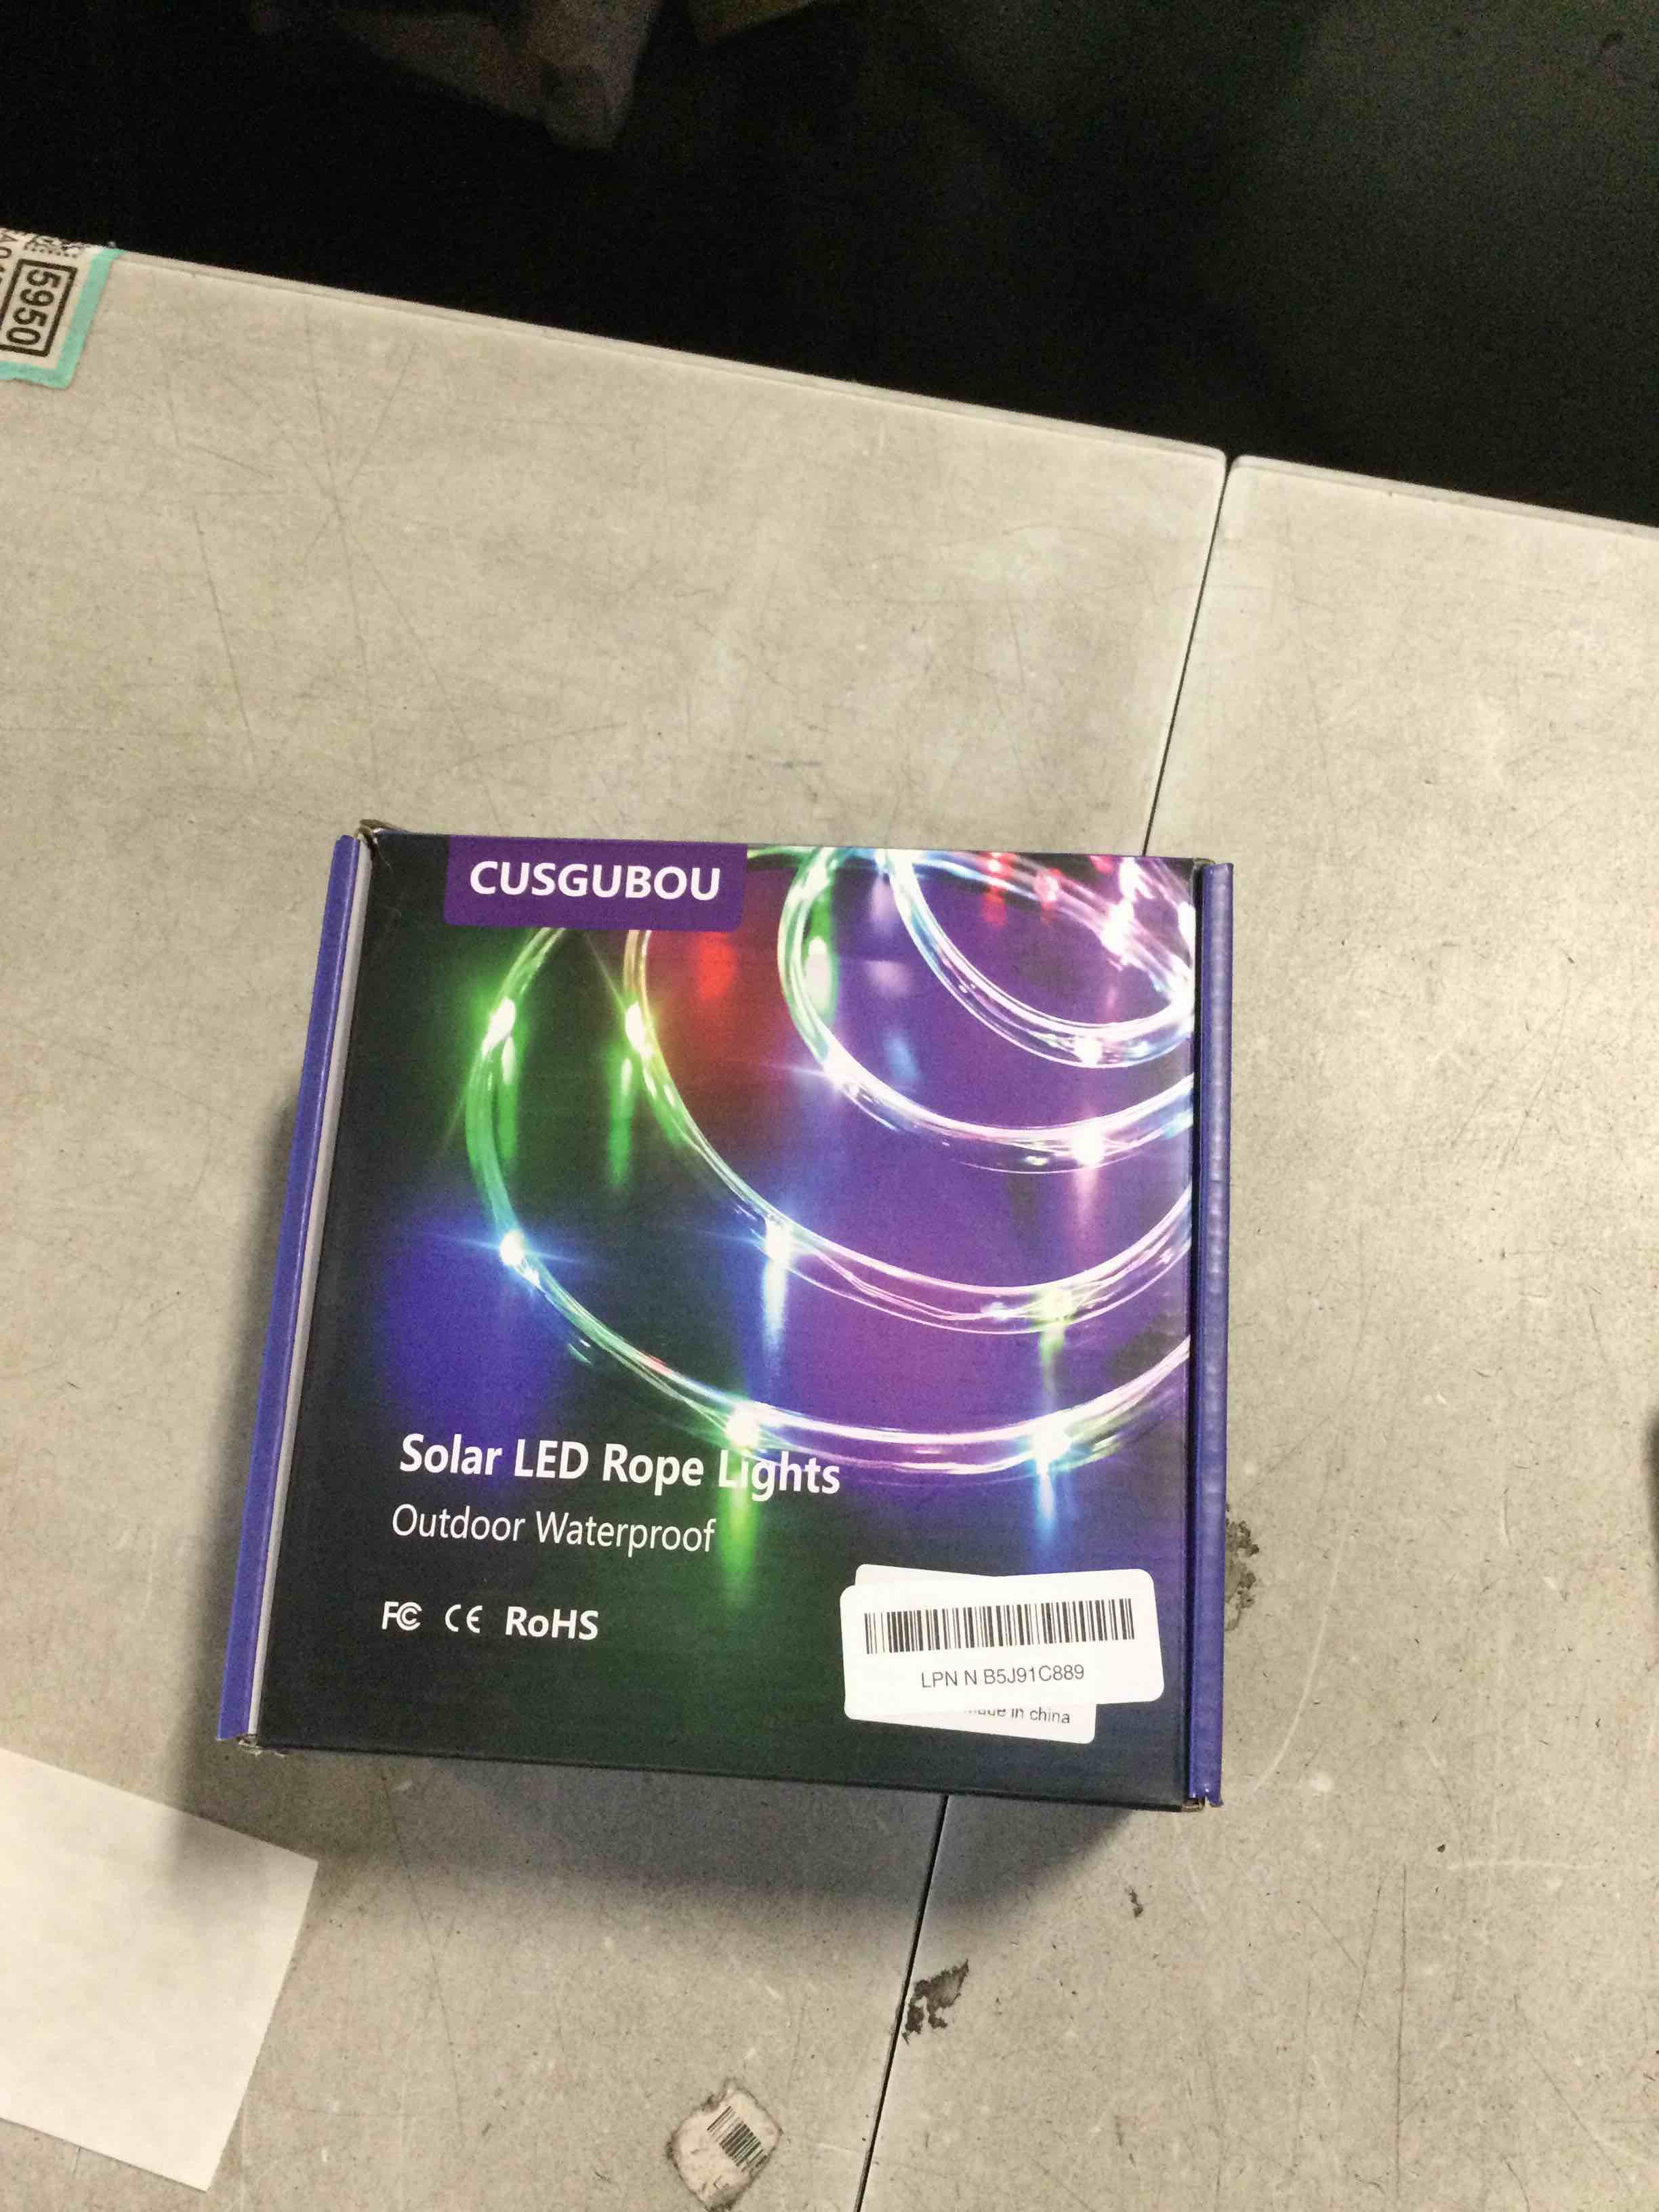 5950
CUSGUBOU
Solar LED Rope Lights
Outdoor Waterproof
FC CE RoHS
LPN N B5J91C889
Made in china